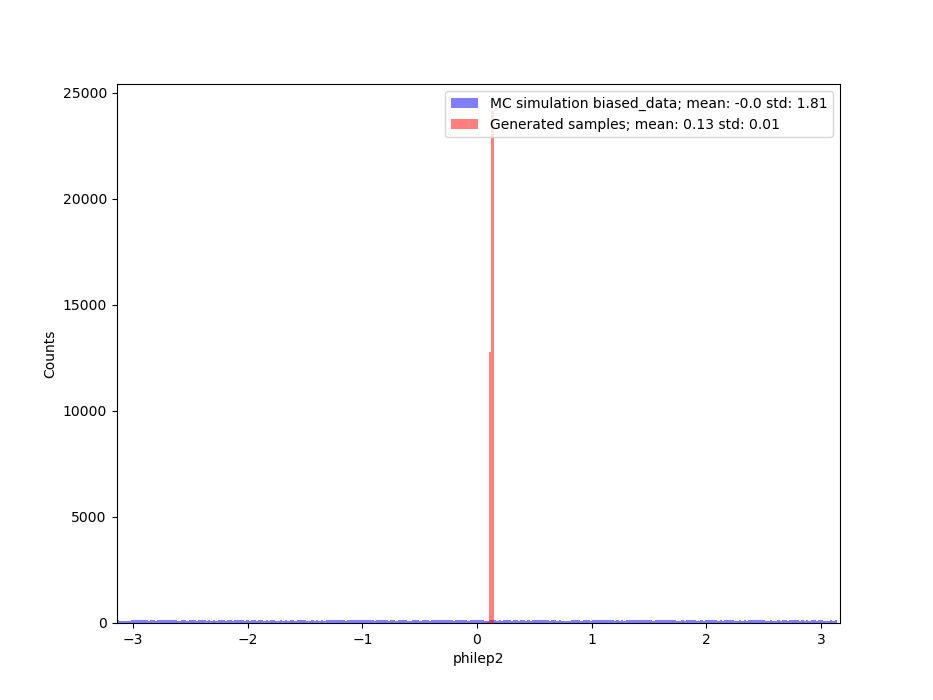 MC simulation biased_data; mean: -0.0 std: 1.81
Generated samples; mean: 0.13 std: 0.01
25000
20000
15000
10000
5000
0
Counts
−3 −2 −1 0 1 2 3
philep2